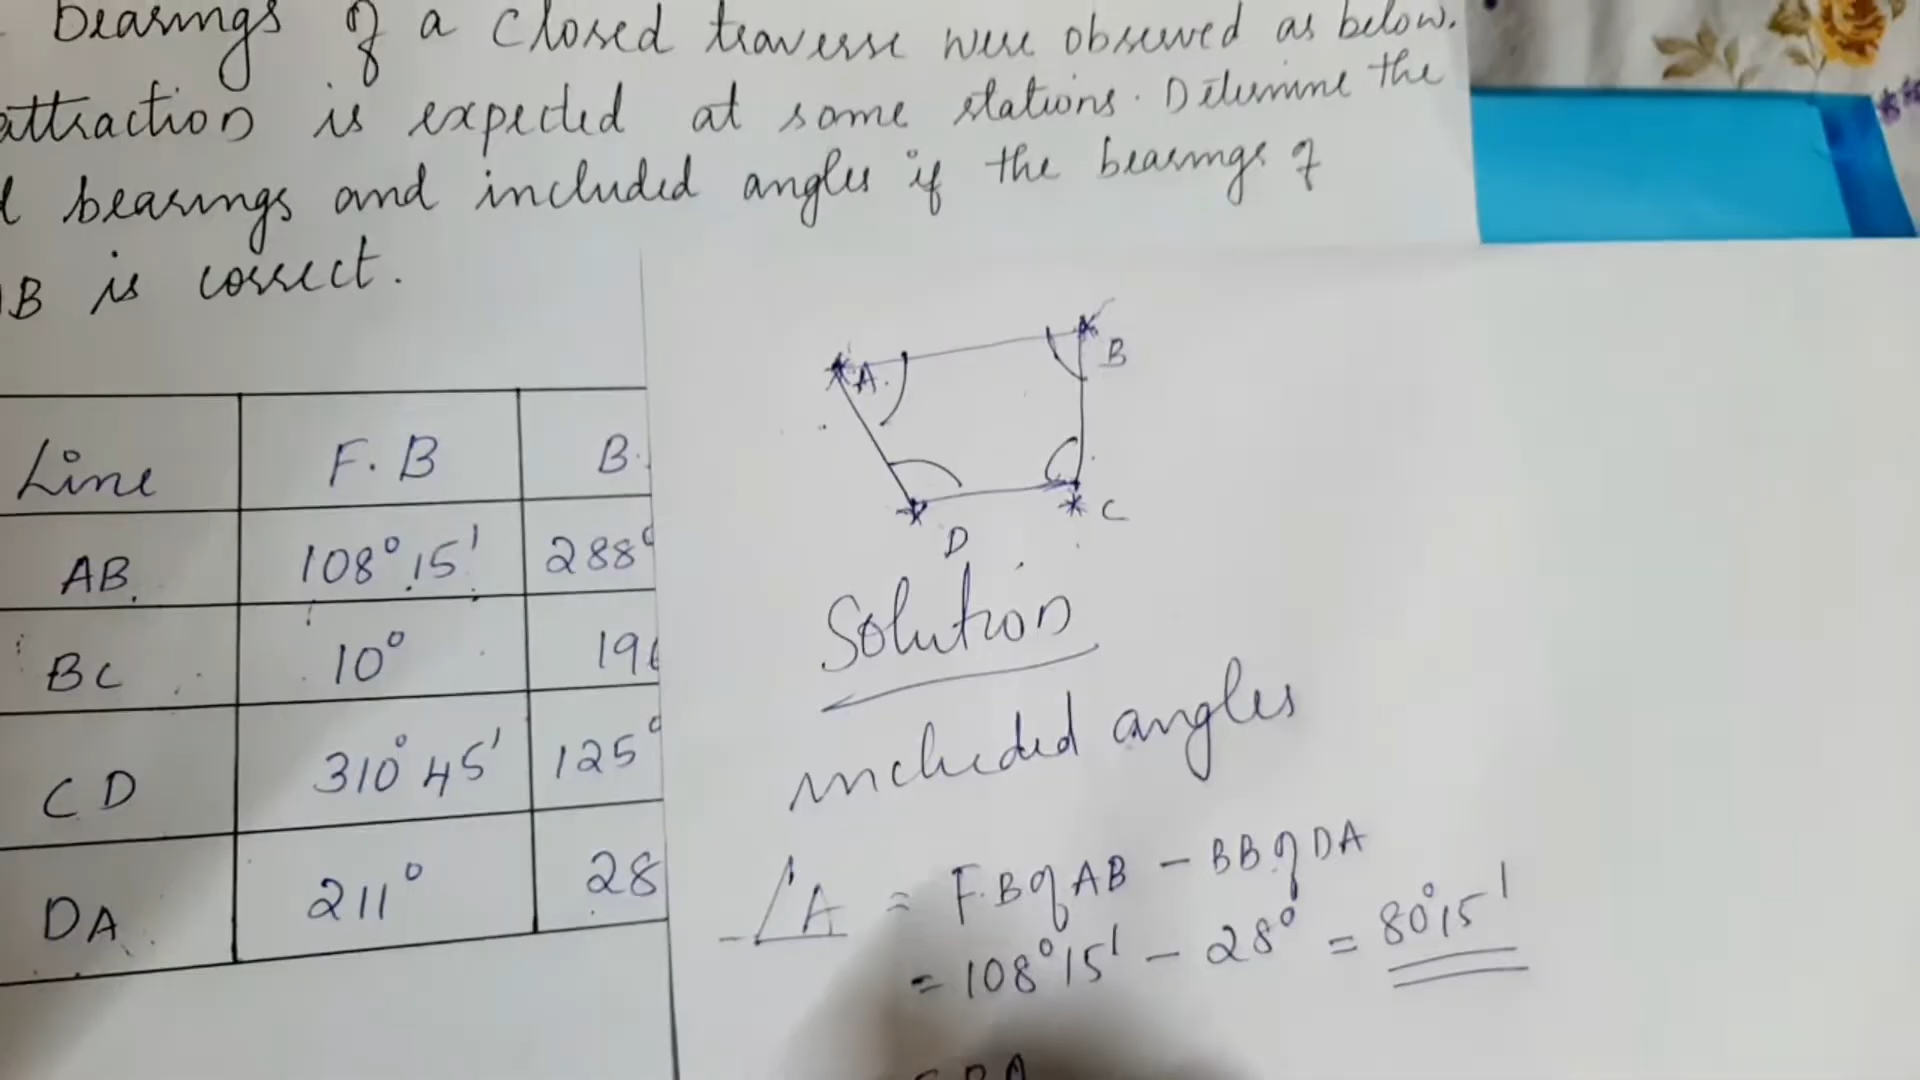 bearings of a closed traverse were observed as below.
attraction is expected at some stations. Determine the
bearings and included angles if the bearings of
B is correct.
Line F.B B.
AB 108° 15' 288°
BC 10° 19
CD 310° 45' 125°
DA 211° 28
A B
D C
Solution
included angles
∠A = F.B of AB - BB of DA
= 108°15' - 28° = 80°15'